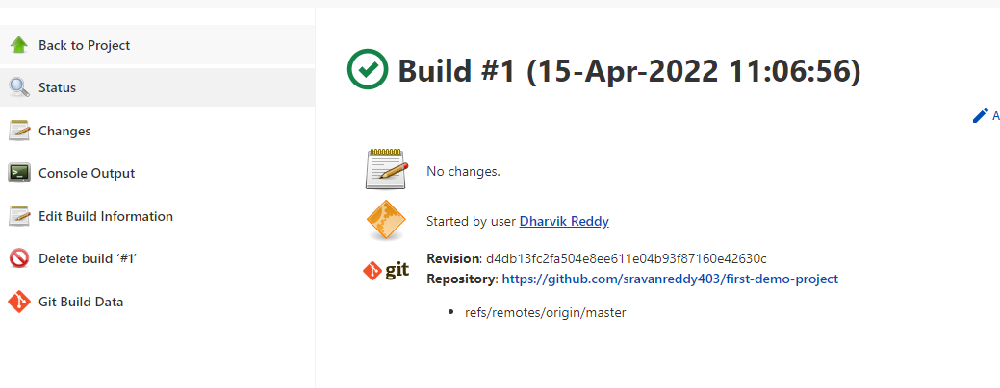 Back to Project
Status
Changes
Console Output
Edit Build Information
Delete build ‘#1’
Git Build Data
Build #1 (15-Apr-2022 11:06:56)
A
No changes.
Started by user Dharvik Reddy
git
Revision: d4db13fc2fa504e8ee611e04b93f87160e42630c
Repository: https://github.com/sravanreddy403/first-demo-project
refs/remotes/origin/master